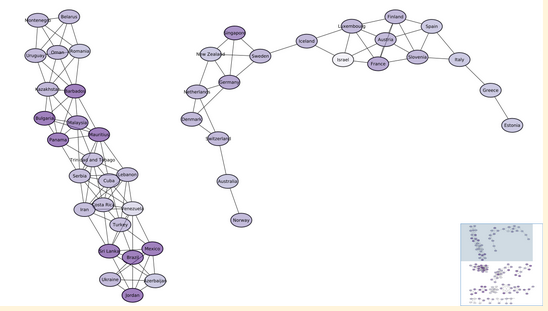 Montenegro
Belarus
Uruguay
Oman
Romania
Kazakhstan
Barbados
Bulgaria
Malaysia
Panama
Mauritius
Trinidad and Tobago
Serbia
Cuba
Lebanon
Iran
Costa Rica
Venezuela
Turkey
Sri Lanka
Brazil
Mexico
Ukraine
Azerbaijan
Jordan
Singapore
New Zealand
Sweden
Germany
Netherlands
Denmark
Switzerland
Australia
Norway
Iceland
Luxembourg
Finland
Spain
Austria
Israel
France
Slovenia
Italy
Greece
Estonia